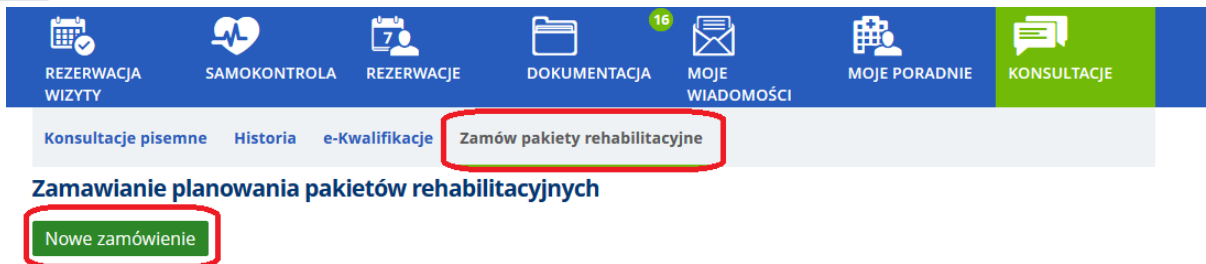 16
7
REZERWACJA WIZYTY
SAMOKONTROLA
REZERWACJE
DOKUMENTACJA
MOJE WIADOMOŚCI
MOJE PORADNIE
KONSULTACJE
Konsultacje pisemne Historia e-Kwalifikacje Zamów pakiety rehabilitacyjne
Zamawianie planowania pakietów rehabilitacyjnych
Nowe zamówienie